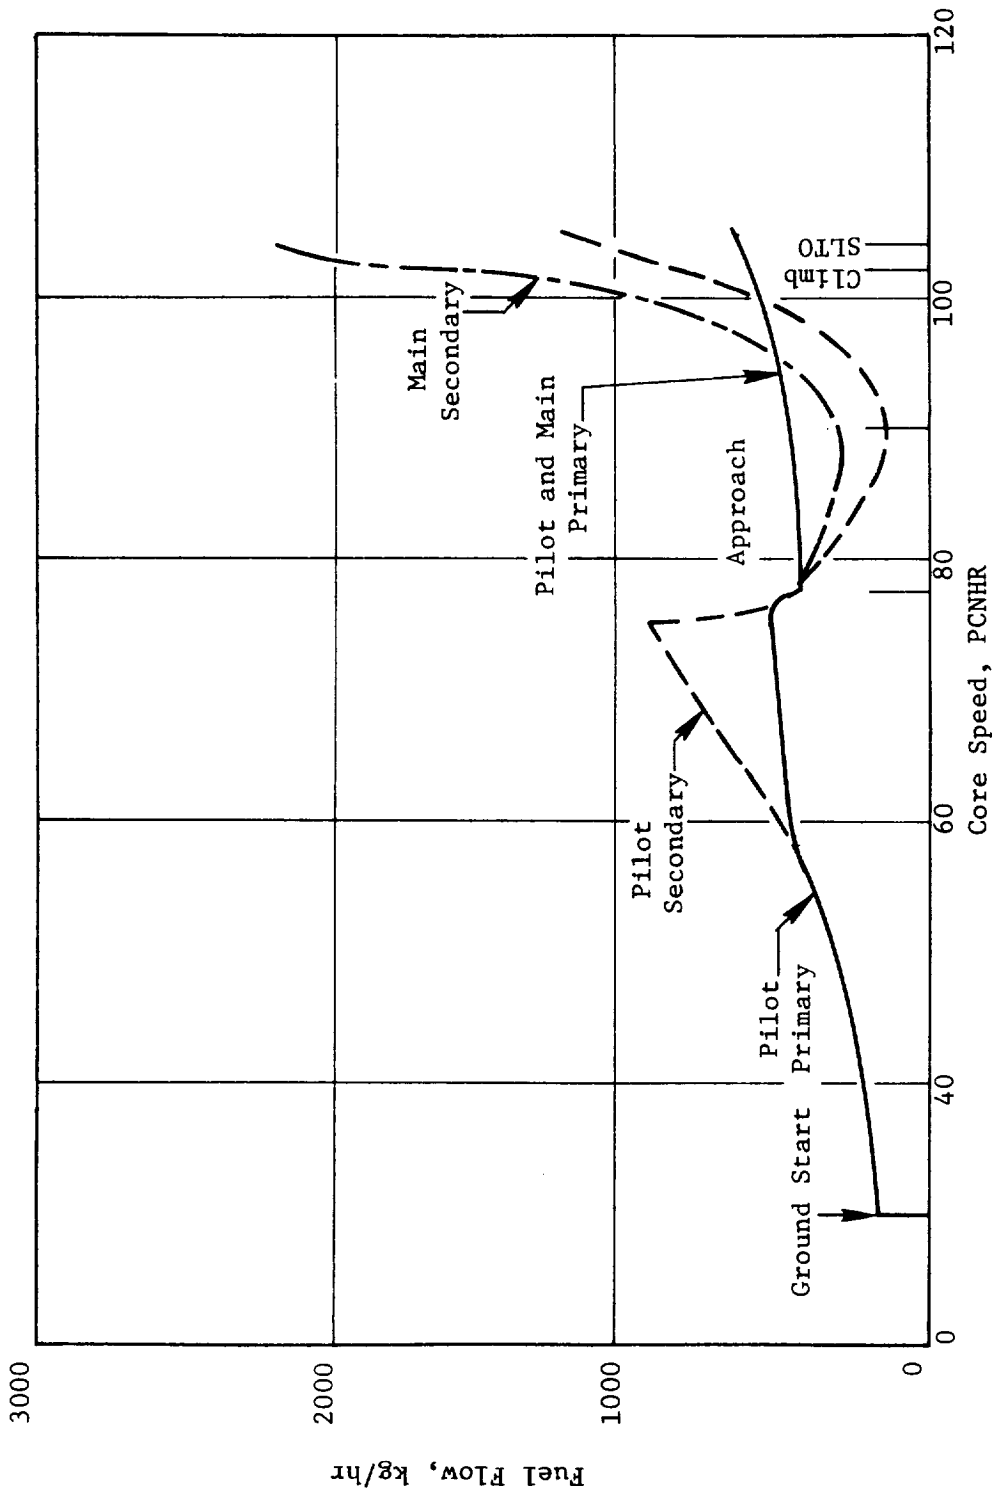 3000
2000
1000
0
Fuel Flow, kg/hr
0
40
60
80
100
120
Core Speed, PCNHR
Ground Start
Pilot
Primary
Pilot
Secondary
Approach
Pilot and Main
Primary
Main
Secondary
Climb
SLTO